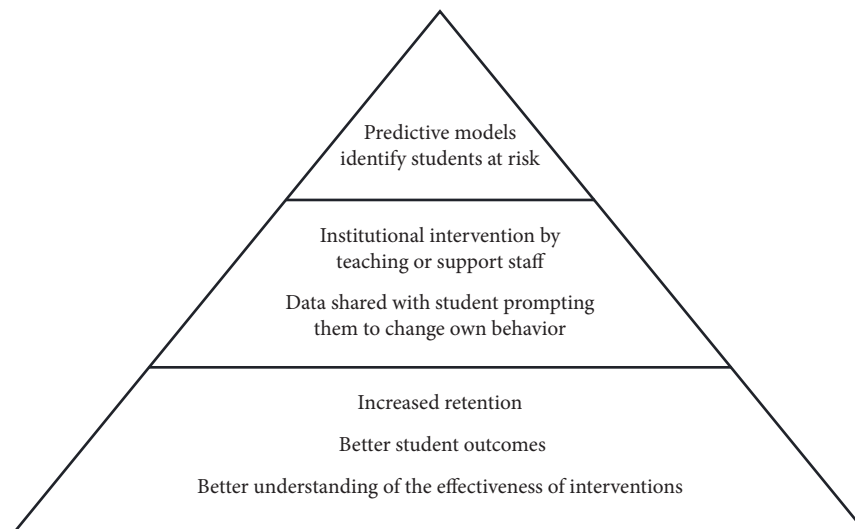 Predictive models
identify students at risk
Institutional intervention by
teaching or support staff
Data shared with student prompting
them to change own behavior
Increased retention
Better student outcomes
Better understanding of the effectiveness of interventions